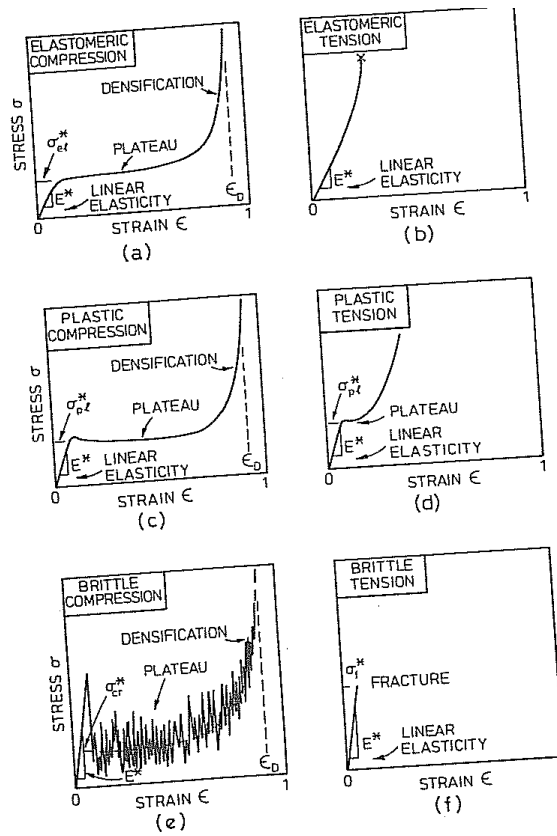 ELASTOMERIC
COMPRESSION
DENSIFICATION
PLATEAU
σ*el
E*
LINEAR
ELASTICITY
ϵD
STRESS σ
0
1
STRAIN ϵ
(a)
ELASTOMERIC
TENSION
E*
LINEAR
ELASTICITY
0
1
STRAIN ϵ
(b)
PLASTIC
COMPRESSION
DENSIFICATION
σ*pl
PLATEAU
E*
LINEAR
ELASTICITY
ϵD
STRESS σ
0
1
STRAIN ϵ
(c)
PLASTIC
TENSION
σ*pl
PLATEAU
E*
LINEAR
ELASTICITY
0
1
STRAIN ϵ
(d)
BRITTLE
COMPRESSION
DENSIFICATION
PLATEAU
σ*cr
E*
ϵD
STRESS σ
0
1
STRAIN ϵ
(e)
BRITTLE
TENSION
σ*f
FRACTURE
E*
LINEAR
ELASTICITY
0
STRAIN ϵ
(f)